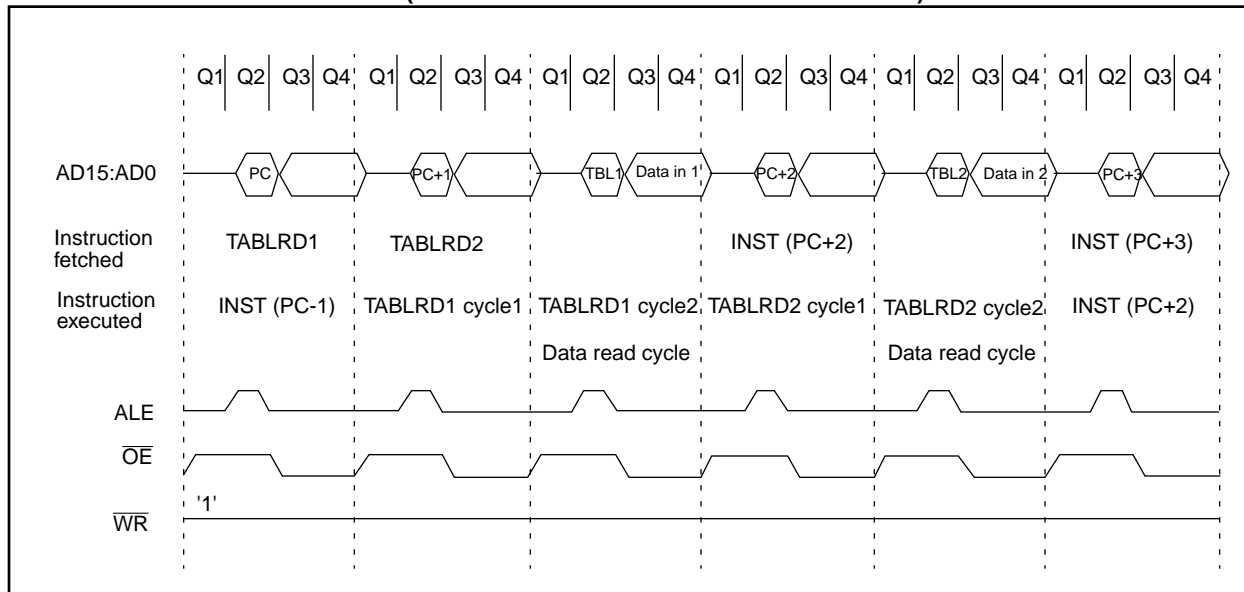 Q1 Q2 Q3 Q4 Q1 Q2 Q3 Q4 Q1 Q2 Q3 Q4 Q1 Q2 Q3 Q4 Q1 Q2 Q3 Q4 Q1 Q2 Q3 Q4
AD15:AD0 PC PC+1 TBL1 Data in 1 PC+2 TBL2 Data in 2 PC+3
Instruction
fetched
TABLRD1 TABLRD2 INST (PC+2) INST (PC+3)
Instruction
executed
INST (PC-1) TABLRD1 cycle1 TABLRD1 cycle2 TABLRD2 cycle1 TABLRD2 cycle2 INST (PC+2)
Data read cycle Data read cycle
ALE
OE
'1'
WR